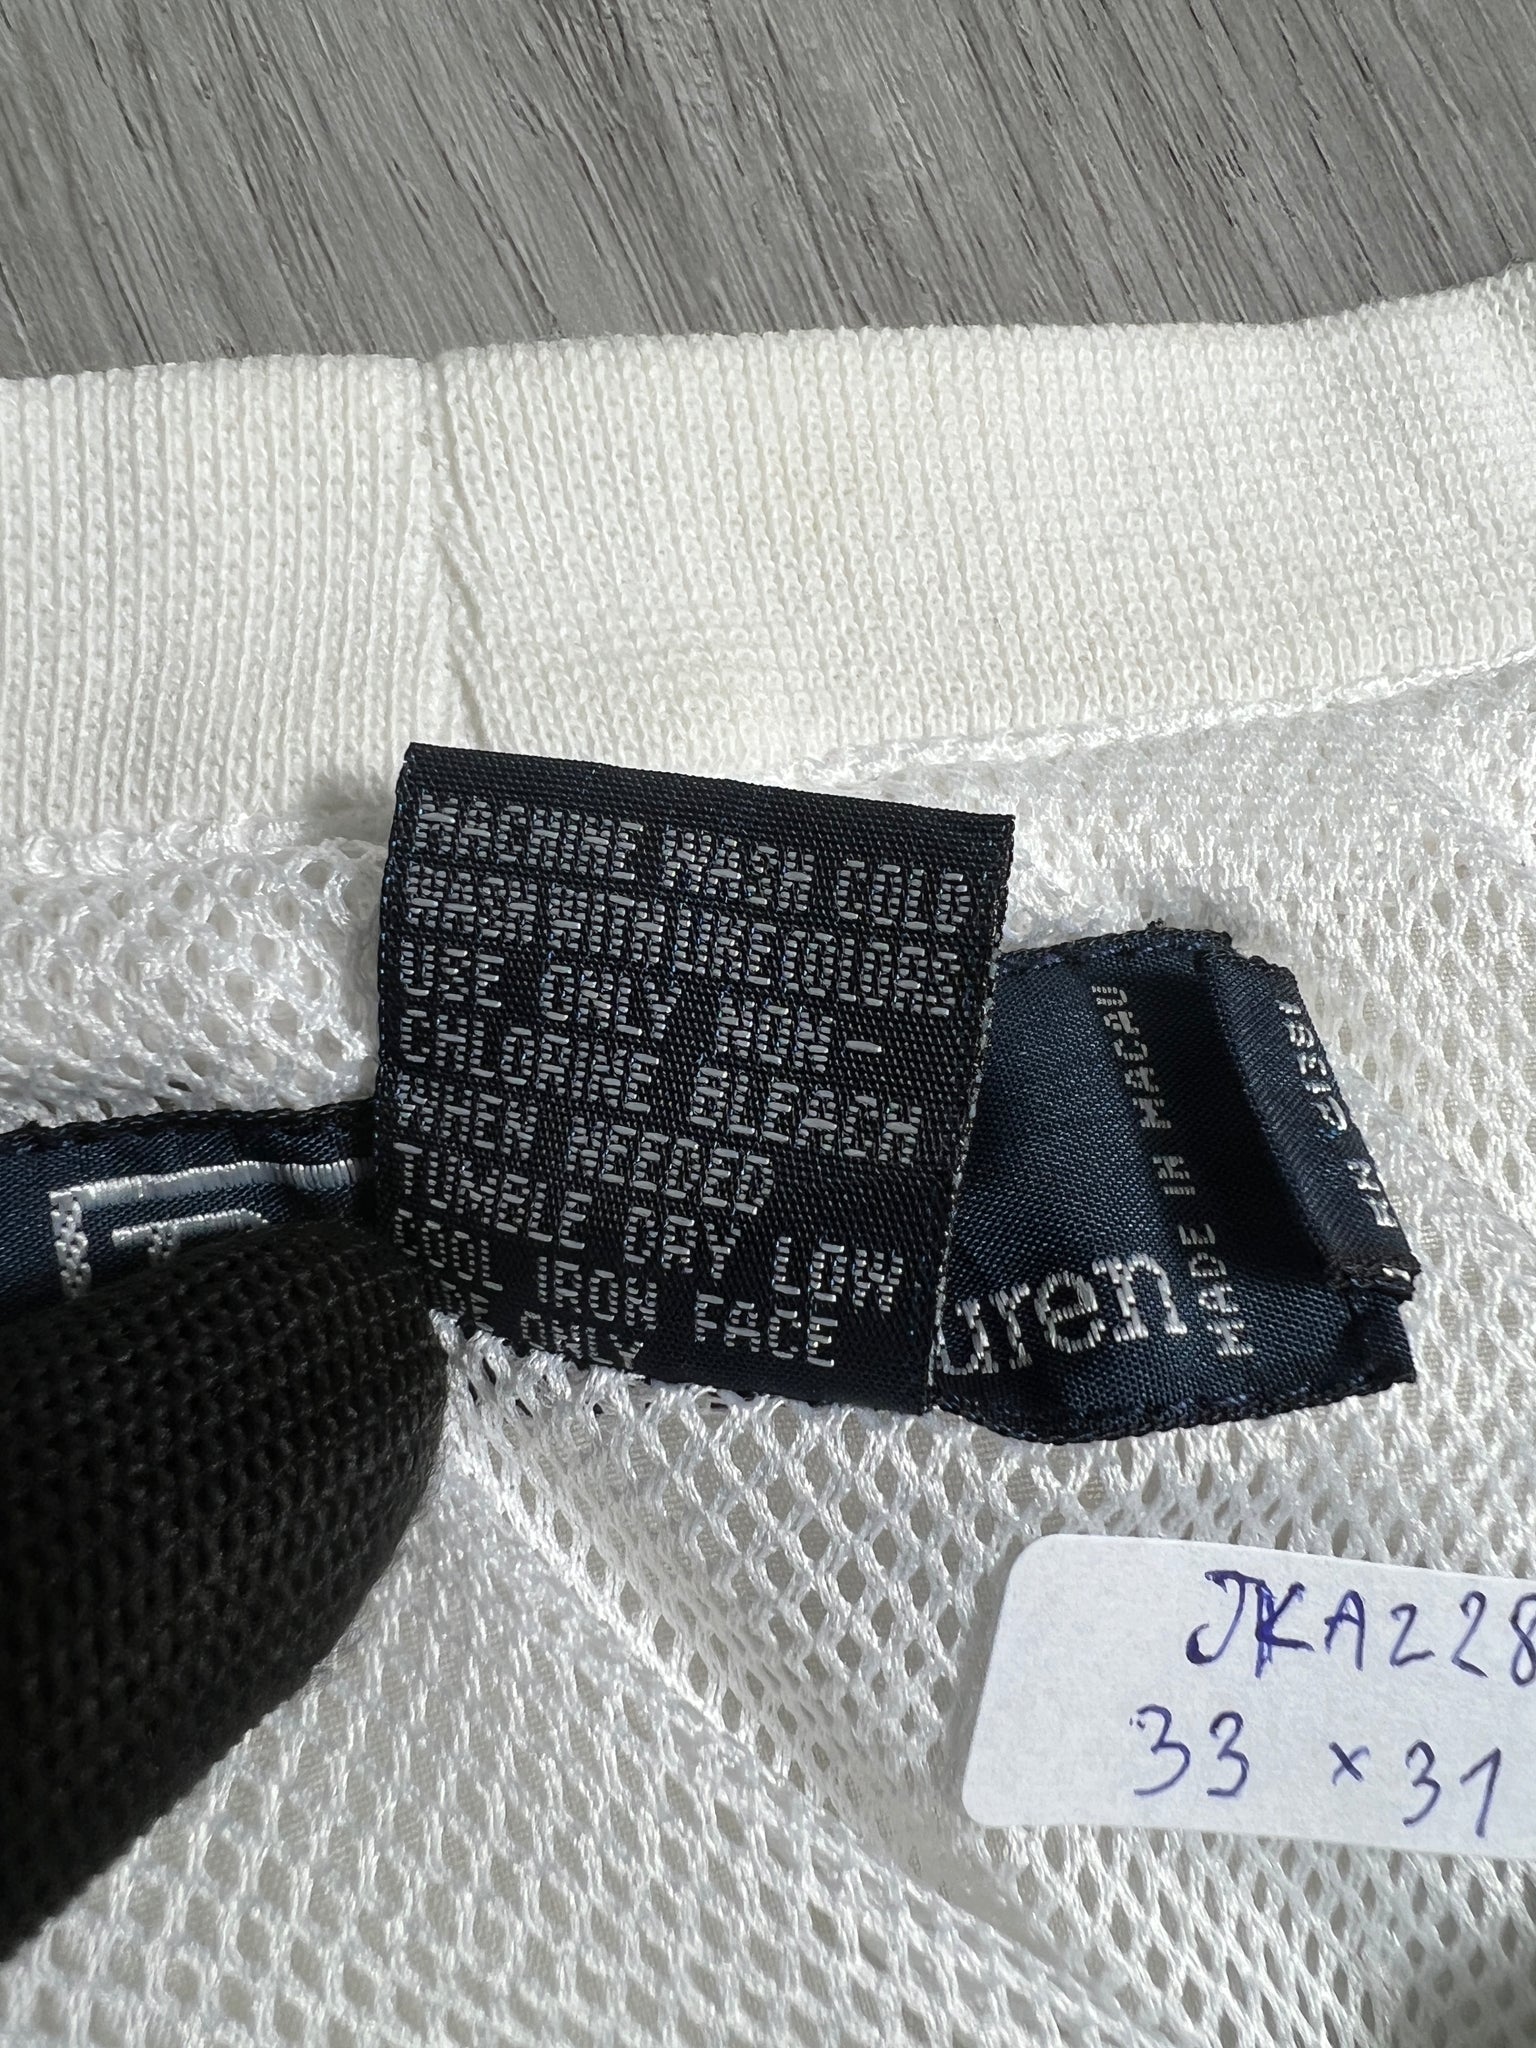 MACHINE WASH COLD
WASH WITH LIKE COLORS
USE ONLY NON-
CHLORINE BLEACH
WHEN NEEDED
TUMBLE DRY LOW
COOL IRON FACE
ONLY
uren
MADE IN MACAU
JKA228
33 x 31